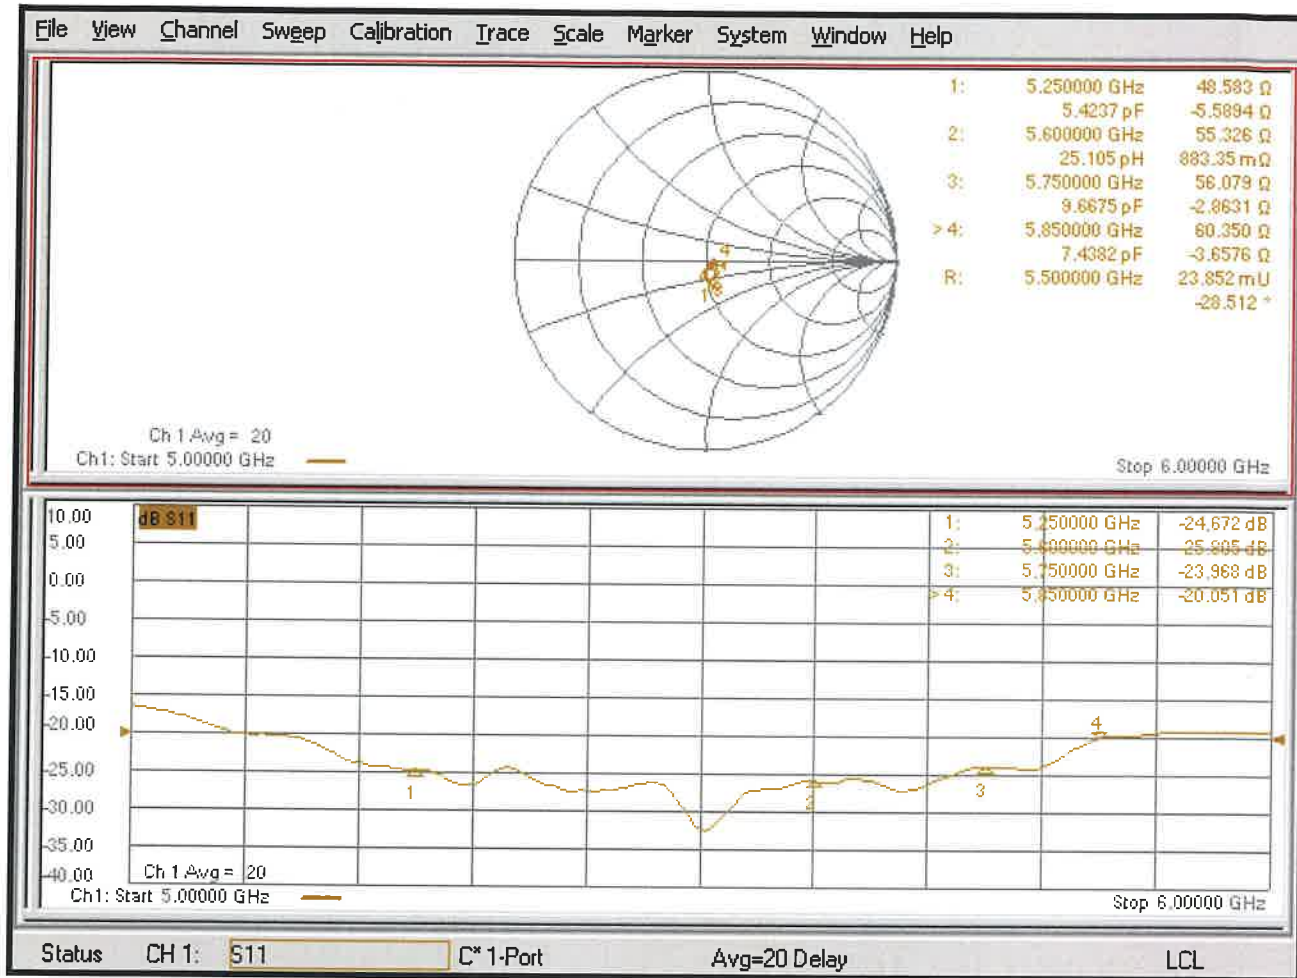 File View Channel Sweep Calibration Trace Scale Marker System Window Help
1: 5.250000 GHz 48.583 Ω
5.4237 pF -5.5894 Ω
2: 5.600000 GHz 55.326 Ω
25.105 pH 883.35 mΩ
3: 5.750000 GHz 56.079 Ω
9.6675 pF -2.8631 Ω
> 4: 5.850000 GHz 60.350 Ω
7.4382 pF -3.6576 Ω
R: 5.500000 GHz 23.852 mU
-28.512 °
4
1
Ch 1 Avg = 20
Ch1: Start 5.00000 GHz
Stop 6.00000 GHz
10.00
dB S11
1: 5.250000 GHz -24.672 dB
5.00
2: 5.600000 GHz -25.805 dB
0.00
3: 5.750000 GHz -23.968 dB
> 4: 5.850000 GHz -20.051 dB
-5.00
-10.00
-15.00
-20.00
4
-25.00
1
2
3
-30.00
-35.00
-40.00
Ch 1 Avg = 20
Ch1: Start 5.00000 GHz
Stop 6.00000 GHz
Status CH 1: S11 C* 1-Port Avg=20 Delay LCL